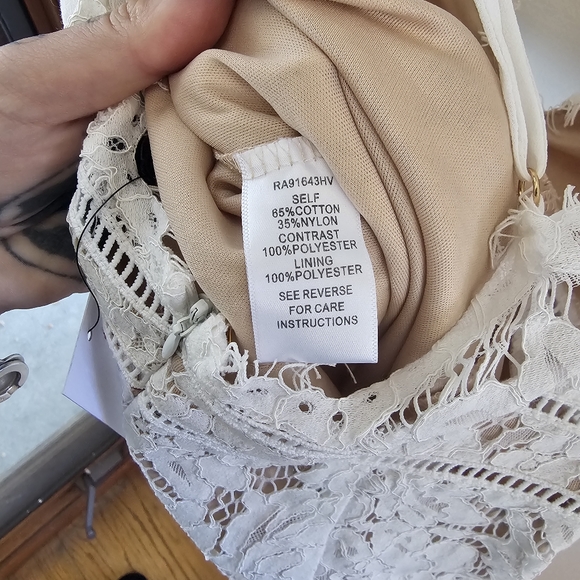 RA91643HV
SELF
65%COTTON
35%NYLON
CONTRAST
100%POLYESTER
LINING
100%POLYESTER
SEE REVERSE
FOR CARE
INSTRUCTIONS